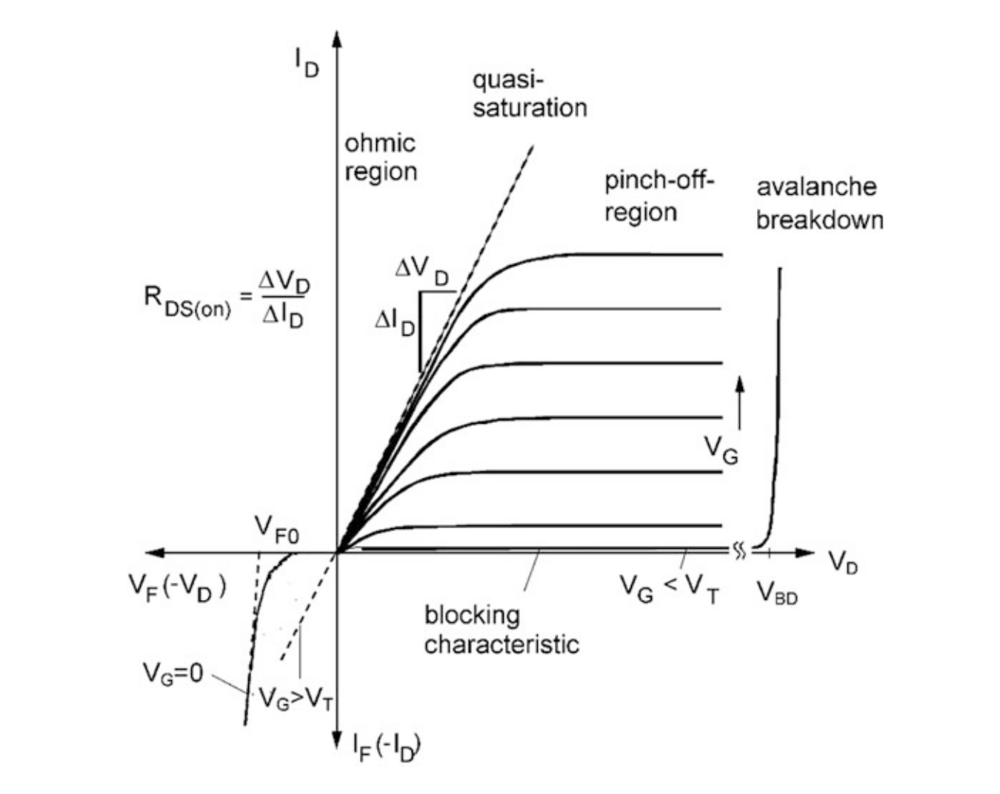 I_D
quasi-
saturation
ohmic
region
pinch-off-
region
avalanche
breakdown
ΔV_D
ΔI_D
R_DS(on) = ΔV_D / ΔI_D
V_G
V_F0
V_F (-V_D )
V_D
V_G < V_T
V_BD
blocking
characteristic
V_G=0
V_G>V_T
I_F (-I_D)